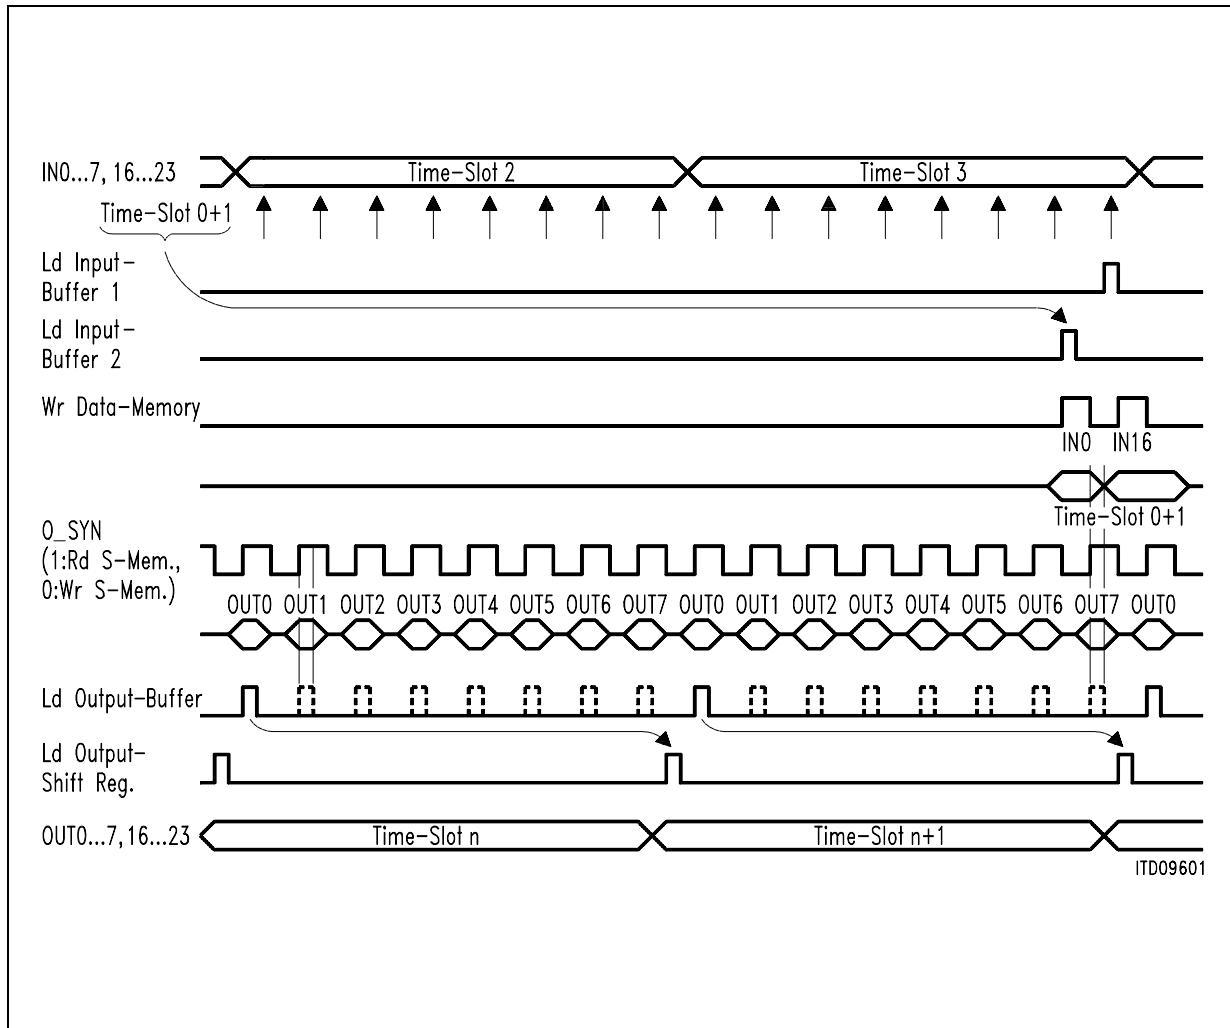 IN0...7, 16...23
Time-Slot 2
Time-Slot 3
Time-Slot 0+1
Ld Input-
Buffer 1
Ld Input-
Buffer 2
Wr Data-Memory
IN0
IN16
Time-Slot 0+1
O_SYN
(1:Rd S-Mem.,
0:Wr S-Mem.)
OUT0 OUT1 OUT2 OUT3 OUT4 OUT5 OUT6 OUT7 OUT0 OUT1 OUT2 OUT3 OUT4 OUT5 OUT6 OUT7 OUT0
Ld Output-Buffer
Ld Output-
Shift Reg.
OUT0...7,16...23
Time-Slot n
Time-Slot n+1
ITD09601